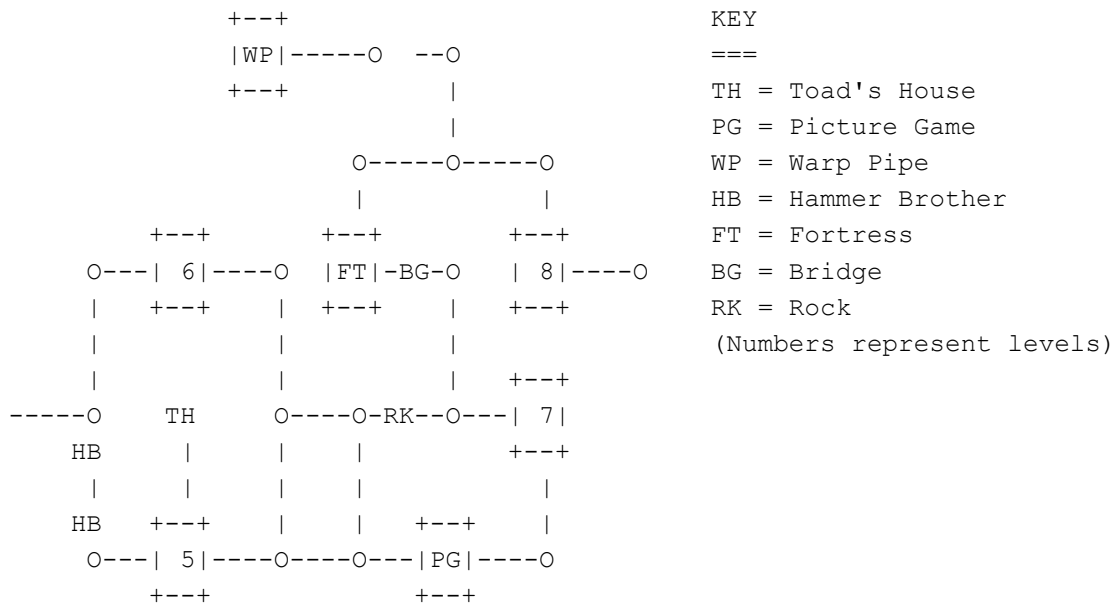 +--+                             KEY
              |WP|-----O  --O                  ===
              +--+          |                  TH = Toad's House
                            |                  PG = Picture Game
                      O-----O-----O            WP = Warp Pipe
                      |           |            HB = Hammer Brother
         +--+       +--+        +--+           FT = Fortress
     O---| 6|----O  |FT|-BG-O   | 8|----O      BG = Bridge
     |   +--+    |  +--+    |   +--+           RK = Rock
     |           |          |                  (Numbers represent levels)
     |           |          |   +--+
-----O    TH     O----O-RK--O---| 7|
    HB     |     |    |         +--+
     |     |     |    |           |
    HB   +--+    |    |   +--+    |
     O---| 5|----O----O---|PG|----O
         +--+             +--+